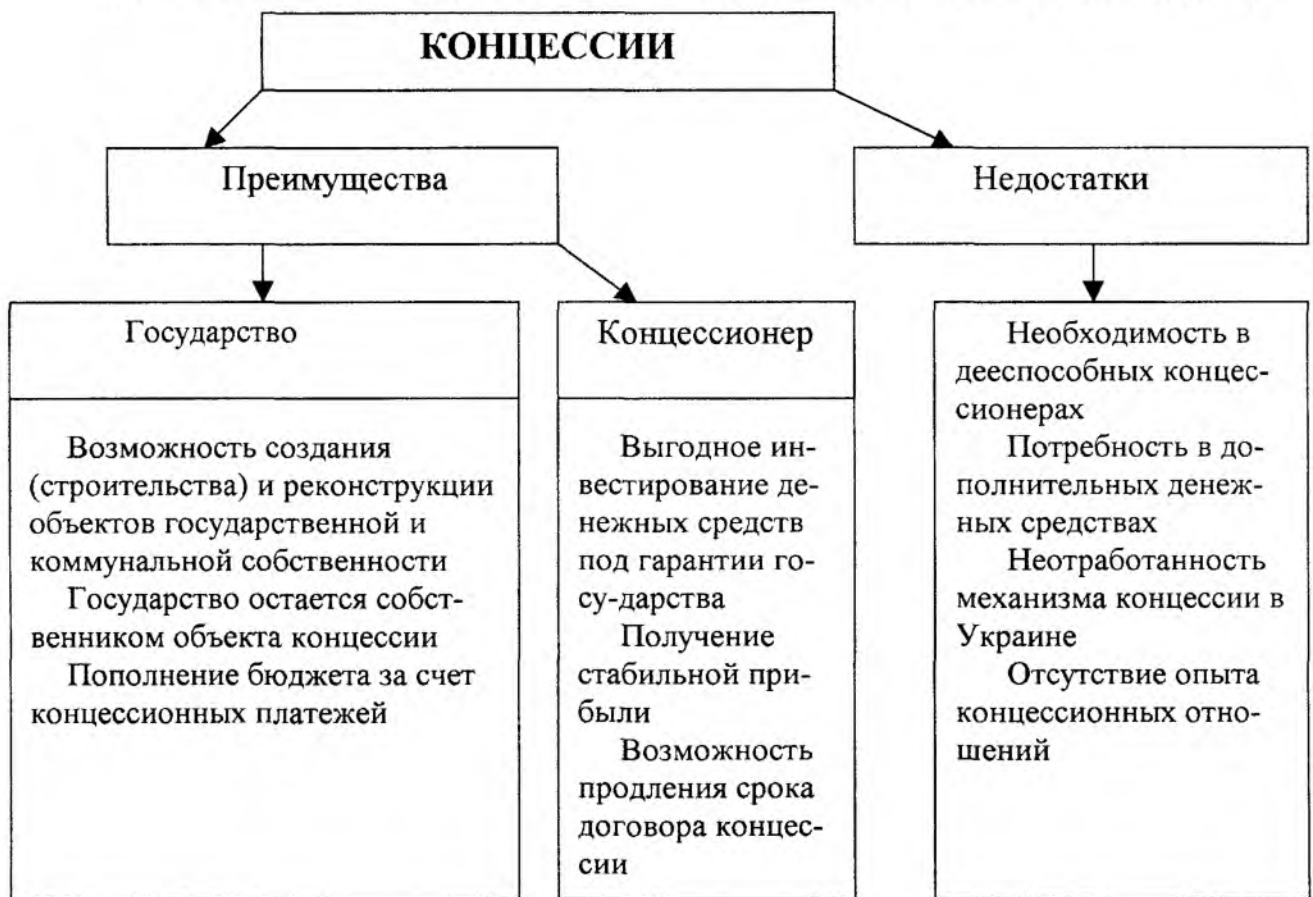 КОНЦЕССИИ
Преимущества
Недостатки
Государство
Возможность создания
(строительства) и реконструкции
объектов государственной и
коммунальной собственности
Государство остается собст-
венником объекта концессии
Пополнение бюджета за счет
концессионных платежей
Концессионер
Выгодное ин-
вестирование де-
нежных средств
под гарантии го-
су-дарства
Получение
стабильной при-
были
Возможность
продления срока
договора концес-
сии
Необходимость в
дееспособных концес-
сионерах
Потребность в до-
полнительных денеж-
ных средствах
Неотработанность
механизма концессии в
Украине
Отсутствие опыта
концессионных отно-
шений